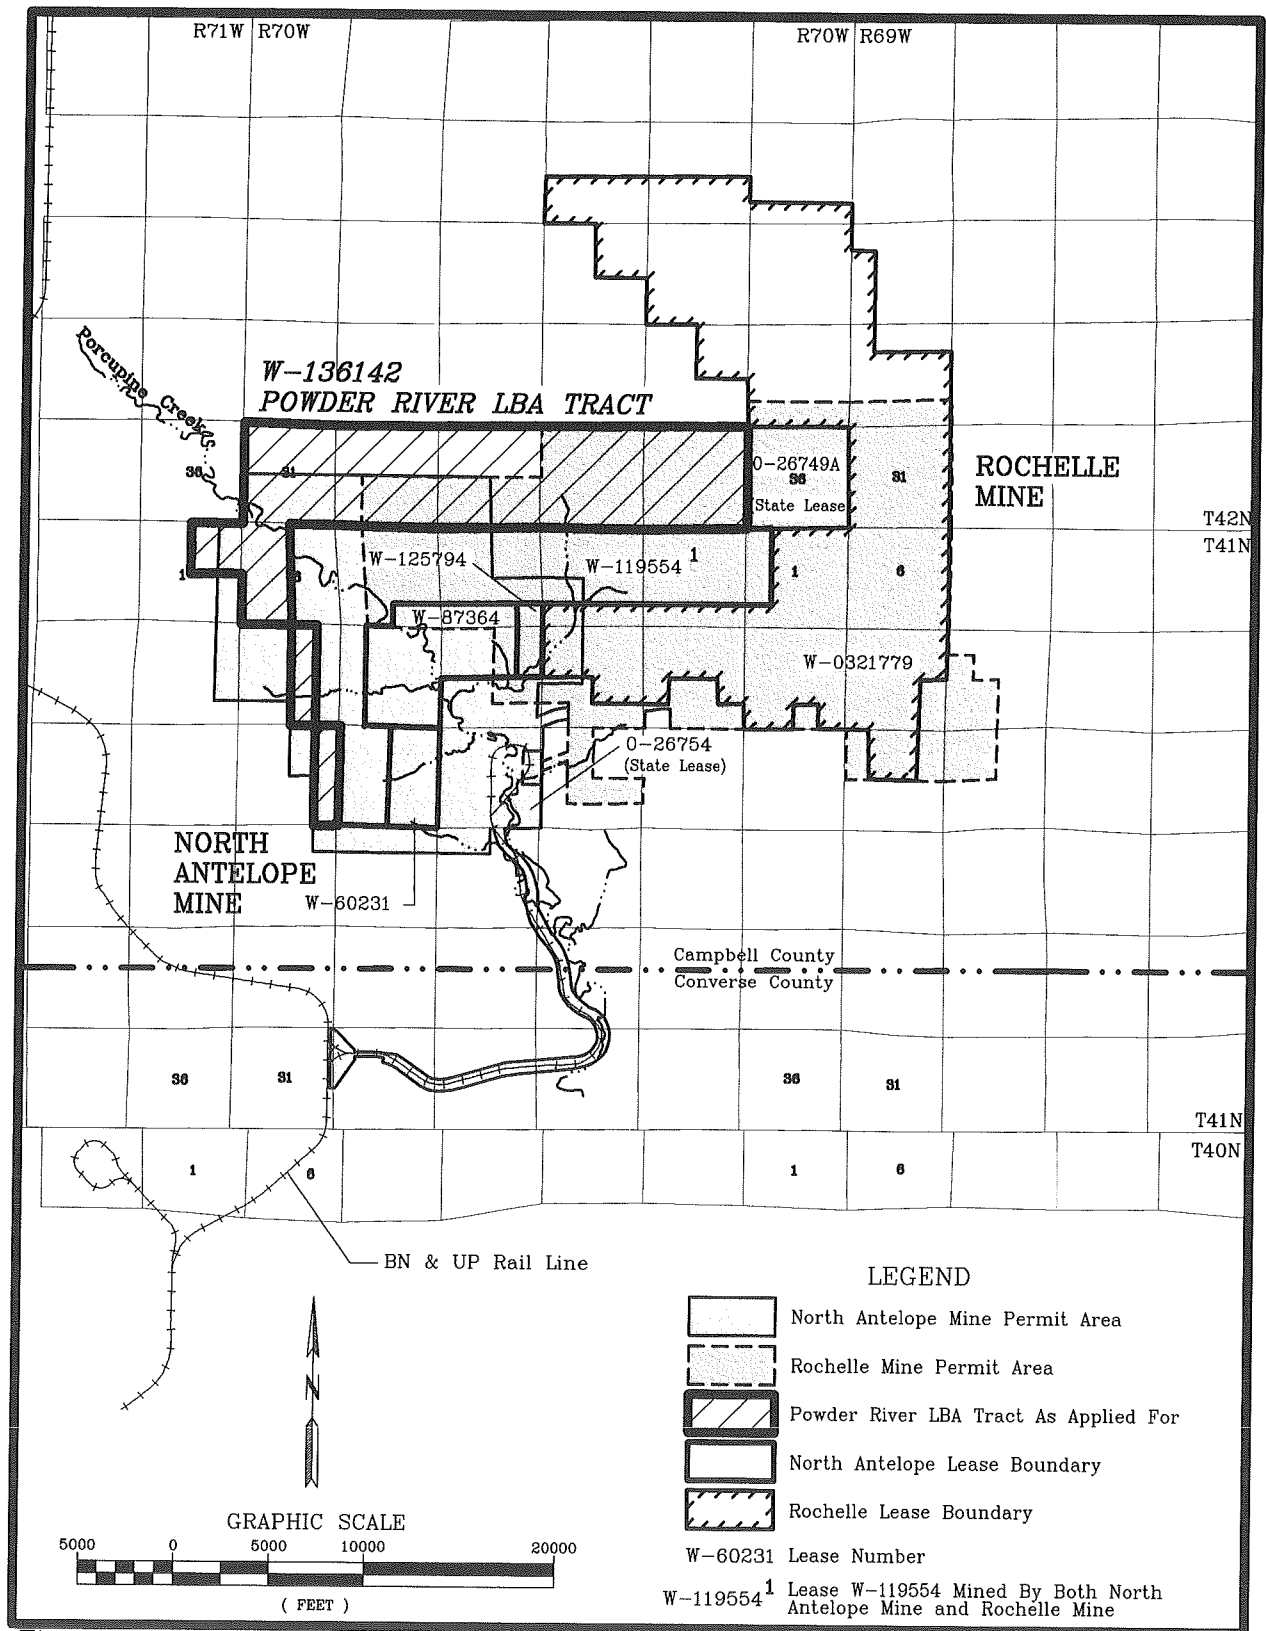 R71W R70W
R70W R69W
Porcupine Creek
W-136142
POWDER RIVER LBA TRACT
36
31
O-26749A
36
(State Lease)
31
ROCHELLE
MINE
T42N
T41N
W-125794
W-119554 1
1
6
1
6
W-87364
W-0321779
O-26754
(State Lease)
NORTH
ANTELOPE
MINE
W-60231
Campbell County
Converse County
36
31
36
31
T41N
T40N
1
6
1
6
BN & UP Rail Line
LEGEND
North Antelope Mine Permit Area
Rochelle Mine Permit Area
Powder River LBA Tract As Applied For
North Antelope Lease Boundary
Rochelle Lease Boundary
W-60231 Lease Number
W-119554 1 Lease W-119554 Mined By Both North
Antelope Mine and Rochelle Mine
N
GRAPHIC SCALE
5000 0 5000 10000 20000
( FEET )